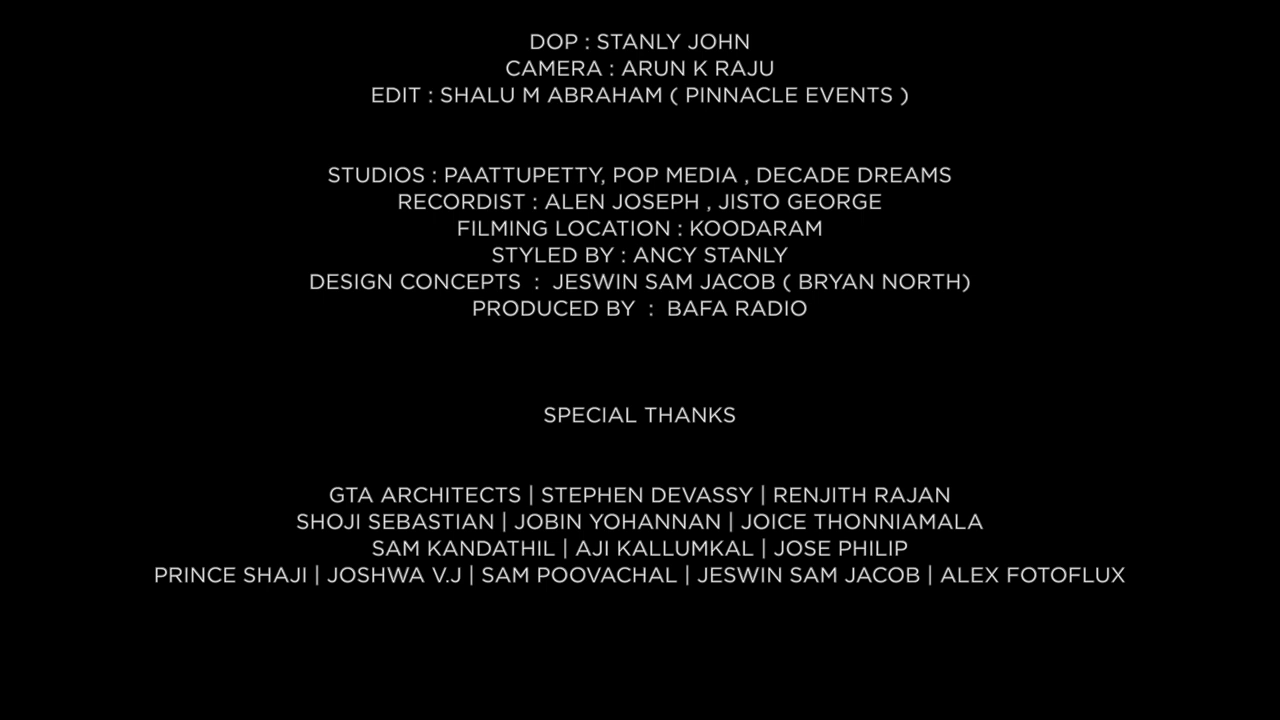 DOP : STANLY JOHN
CAMERA : ARUN K RAJU
EDIT : SHALU M ABRAHAM ( PINNACLE EVENTS )
STUDIOS : PAATTUPETTY, POP MEDIA , DECADE DREAMS
RECORDIST : ALEN JOSEPH , JISTO GEORGE
FILMING LOCATION : KOODARAM
STYLED BY : ANCY STANLY
DESIGN CONCEPTS  :  JESWIN SAM JACOB ( BRYAN NORTH)
PRODUCED BY  :  BAFA RADIO
SPECIAL THANKS
GTA ARCHITECTS | STEPHEN DEVASSY | RENJITH RAJAN
SHOJI SEBASTIAN | JOBIN YOHANNAN | JOICE THONNIAMALA
SAM KANDATHIL | AJI KALLUMKAL | JOSE PHILIP
PRINCE SHAJI | JOSHWA V.J | SAM POOVACHAL | JESWIN SAM JACOB | ALEX FOTOFLUX